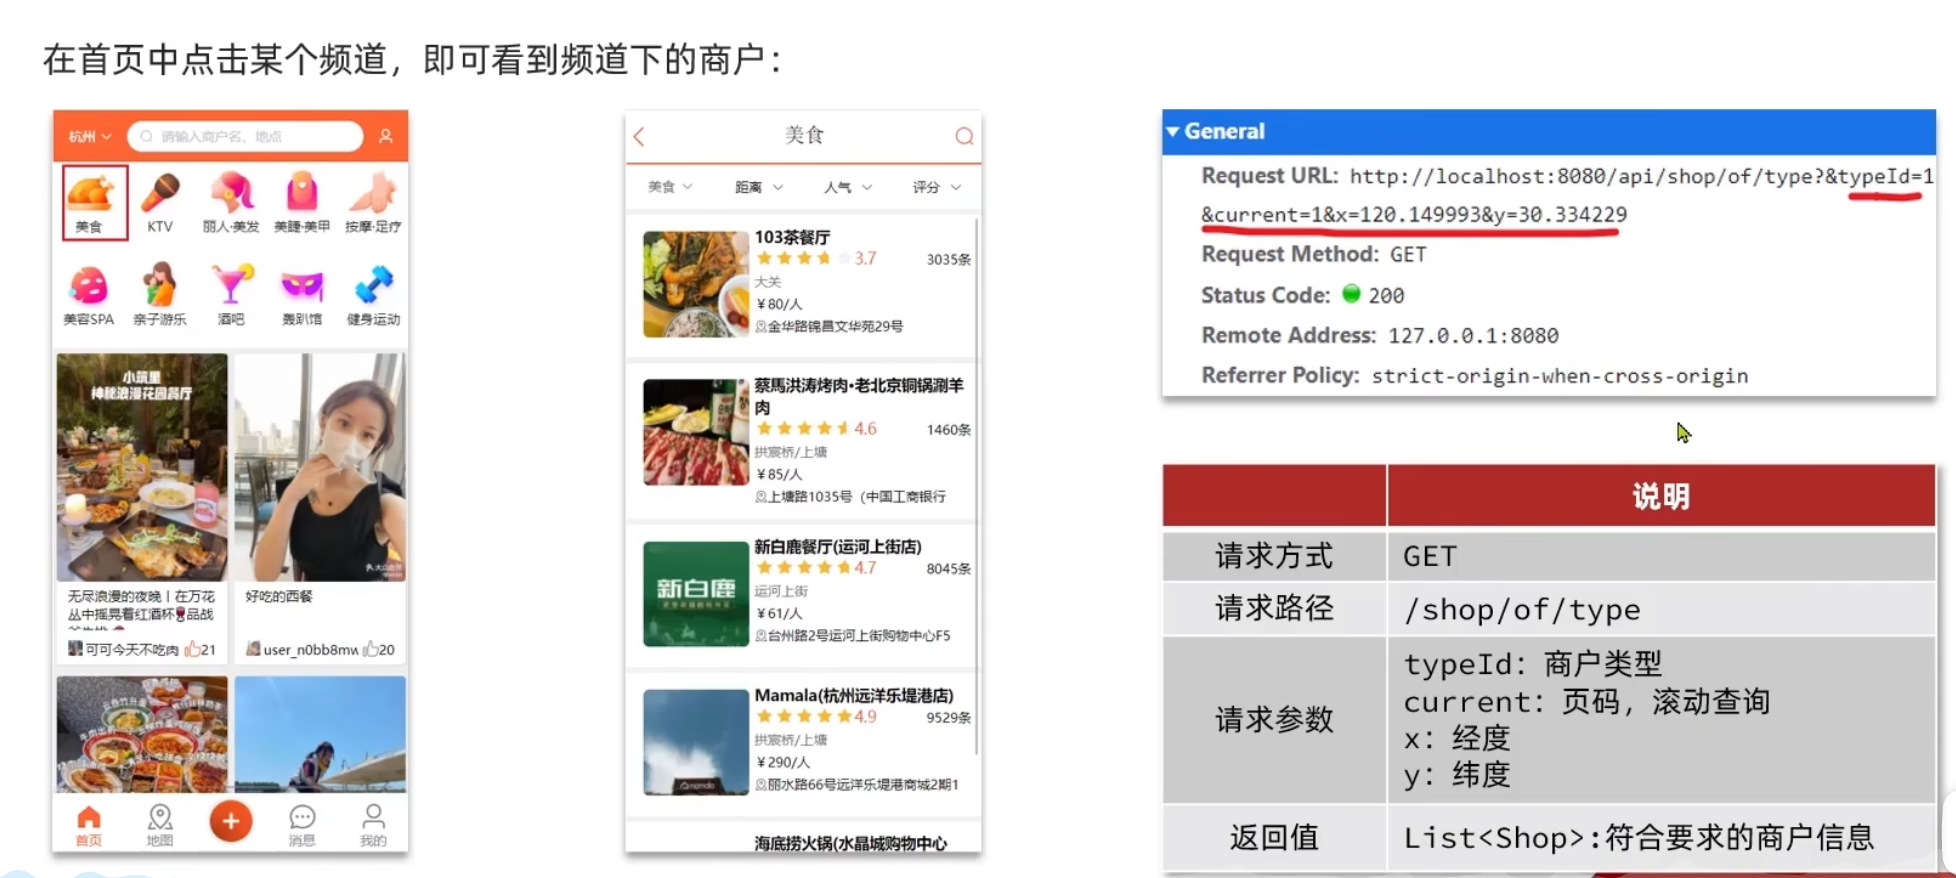 在首页中点击某个频道，即可看到频道下的商户：
杭州
请输入商户名、地点
美食
KTV
丽人·美发
美睫·美甲
按摩·足疗
美容SPA
亲子游乐
酒吧
轰趴馆
健身运动
小筑里
神秘浪漫花园餐厅
无尽浪漫的夜晚丨在万花
丛中摇晃着红酒杯🍷品战
可可今天不吃肉
21
好吃的西餐
user_n0bb8mw
20
首页
地图
消息
我的
美食
美食
距离
人气
评分
103茶餐厅
3.7
3035条
大关
￥80/人
金华路锦昌文华苑29号
蔡馬洪涛烤肉·老北京铜锅涮羊
肉
4.6
1460条
拱宸桥/上塘
￥85/人
上塘路1035号（中国工商银行
新白鹿
新白鹿餐厅(运河上街店)
4.7
8045条
运河上街
￥61/人
台州路2号运河上街购物中心F5
Mamala(杭州远洋乐堤港店)
4.9
9529条
拱宸桥/上塘
￥290/人
丽水路66号远洋乐堤港商城2期1
海底捞火锅(水晶城购物中心
General
Request URL: http://localhost:8080/api/shop/of/type?&typeId=1
&current=1&x=120.149993&y=30.334229
Request Method: GET
Status Code: 200
Remote Address: 127.0.0.1:8080
Referrer Policy: strict-origin-when-cross-origin
说明
请求方式 GET
请求路径 /shop/of/type
请求参数
typeId：商户类型
current：页码，滚动查询
x：经度
y：纬度
返回值 List<Shop>:符合要求的商户信息